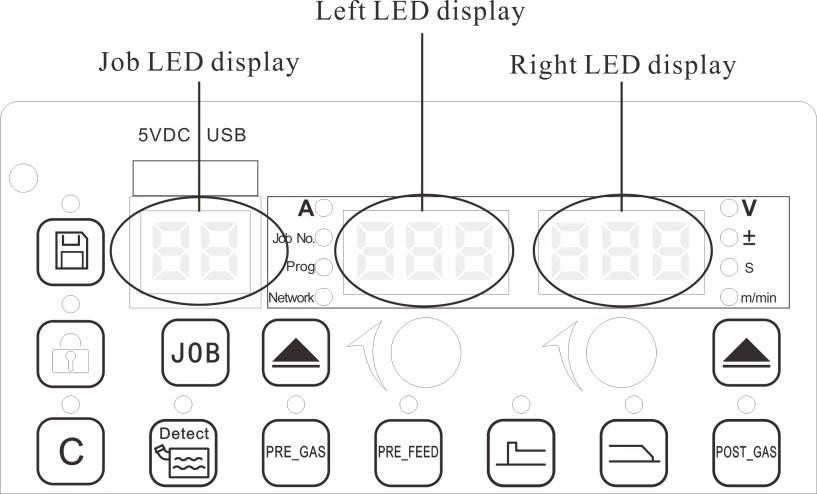 Left LED display
Job LED display
Right LED display
5VDC USB
A
V
Job No.
±
Prog
S
Network
m/min
JOB
C
Detect
PRE_GAS
PRE_FEED
POST_GAS